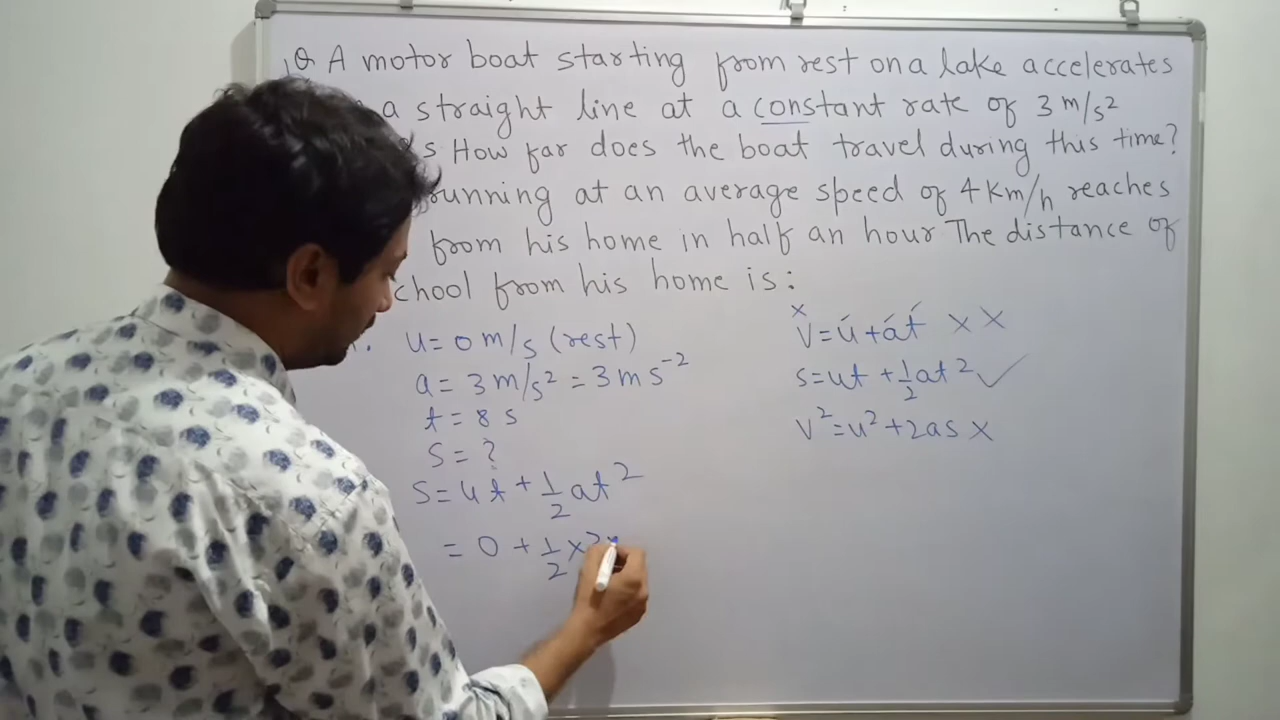 Q A motor boat starting from rest on a lake accelerates
a straight line at a constant rate of 3 m/s²
s How far does the boat travel during this time?
running at an average speed of 4 Km/h reaches
from his home in half an hour The distance of
chool from his home is:
u= 0 m/s (rest)
a= 3 m/s² = 3 m s⁻²
t = 8 s
S = ?
S = ut + 1/2 at²
= 0 + 1/2 ×
x
V = u + at X X
s = ut + 1/2 at² ✓
v² = u² + 2as X